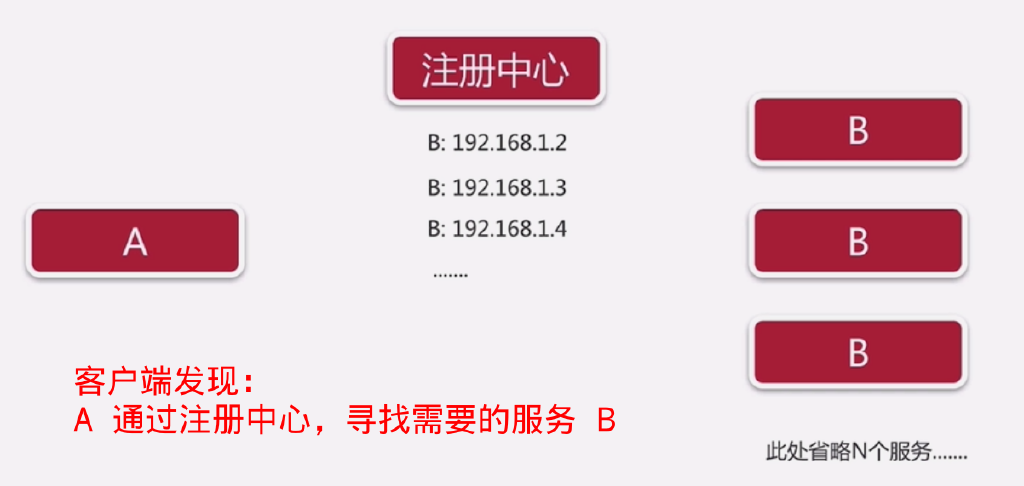 注册中心
B: 192.168.1.2
B: 192.168.1.3
B: 192.168.1.4
.......
A
B
B
B
客户端发现：
A 通过注册中心，寻找需要的服务 B
此处省略N个服务.......